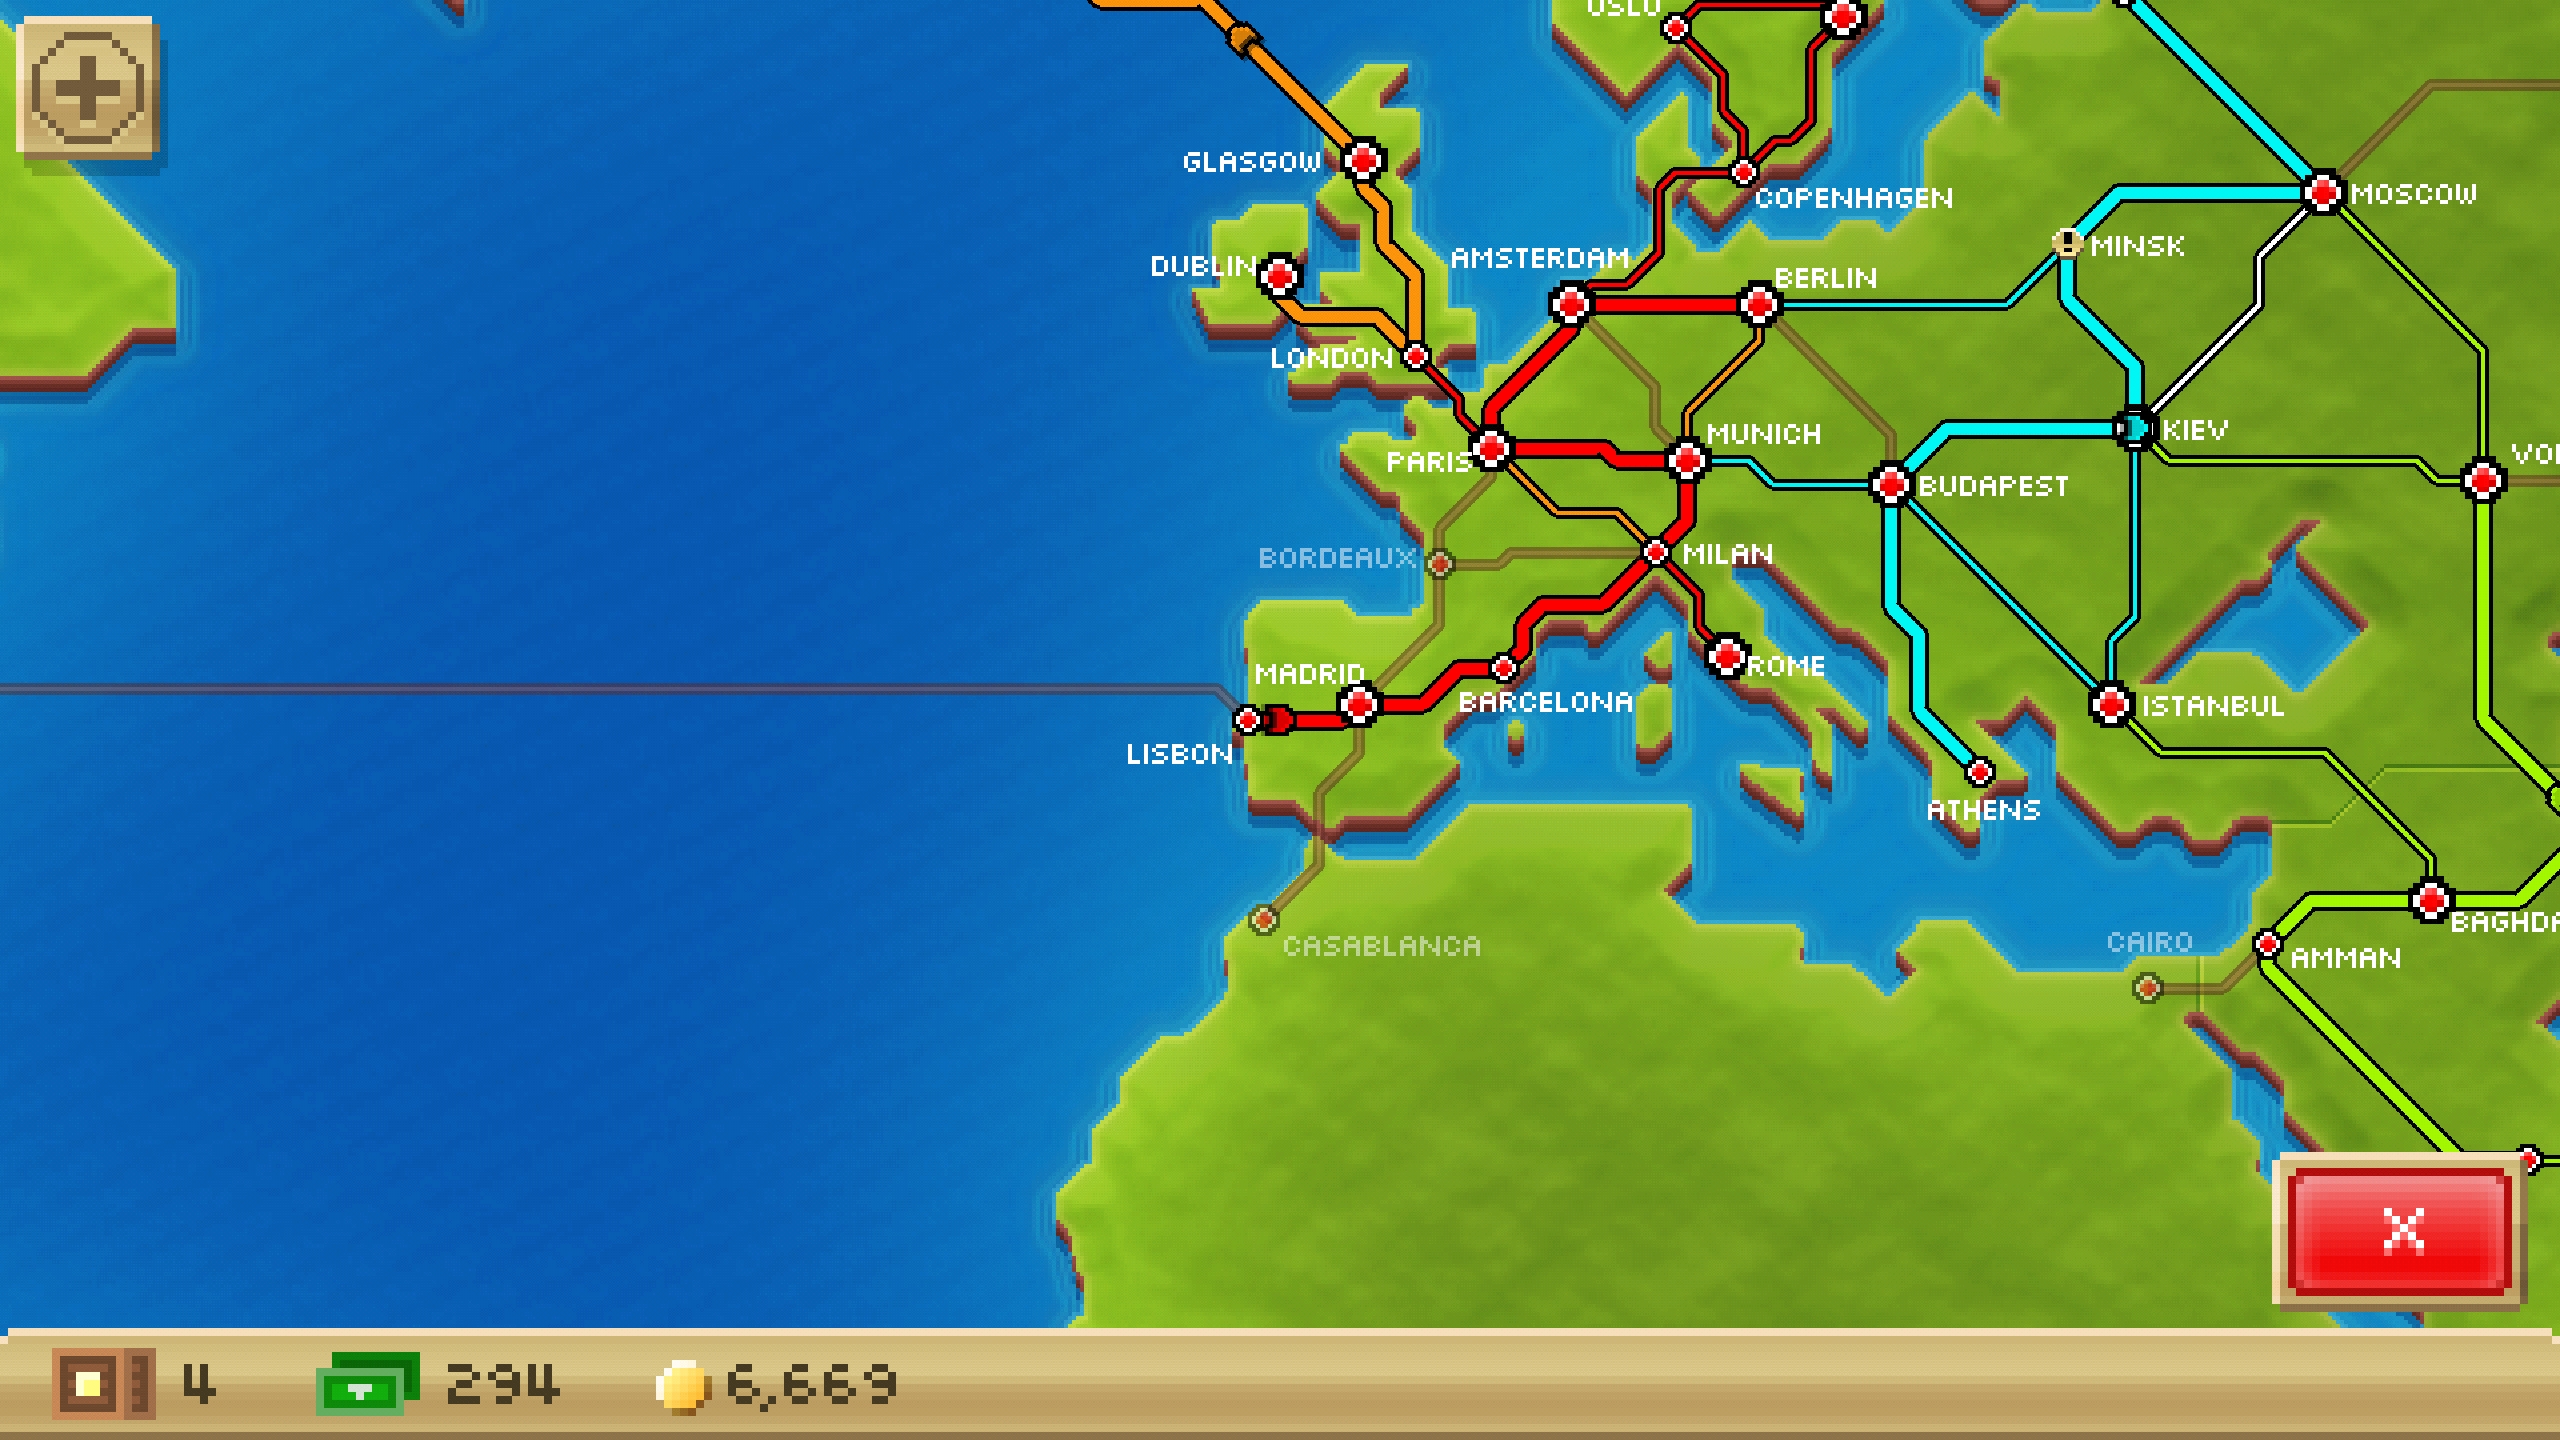 OSLO
GLASGOW
COPENHAGEN
MOSCOW
DUBLIN
AMSTERDAM
MINSK
BERLIN
LONDON
MUNICH
KIEV
PARIS
BUDAPEST
BORDEAUX
MILAN
MADRID
ROME
BARCELONA
ISTANBUL
LISBON
ATHENS
CASABLANCA
CAIRO
BAGHDA
AMMAN
X
4 294 6,669